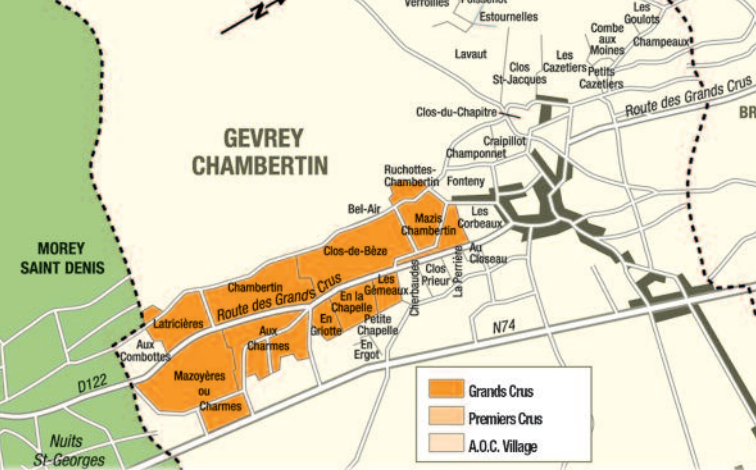 Verroilles
Poissenot
Estournelles
Les
Goulots
Combe
aux
Moines
Champeaux
Lavaut
Les
Cazetiers
Clos
St-Jacques
Petits
Cazetiers
Route des Grands Crus
Clos-du-Chapitre
BR
N
GEVREY
CHAMBERTIN
Craipillot
Champonnet
Ruchottes-
Chambertin
Fonteny
Bel-Air
Mazis
Chambertin
Les
Corbeaux
MOREY
SAINT DENIS
Clos-de-Bèze
Au
Closeau
Clos
Prieur
La Perrière
Cherbaudes
Chambertin
Route des Grands Crus
Les
Gémeaux
En la
Chapelle
Latricières
En
Griotte
Petite
Chapelle
Aux
Charmes
Aux
Combottes
En
Ergot
N74
D122
Mazoyères
ou
Charmes
Nuits
St-Georges
Grands Crus
Premiers Crus
A.O.C. Village